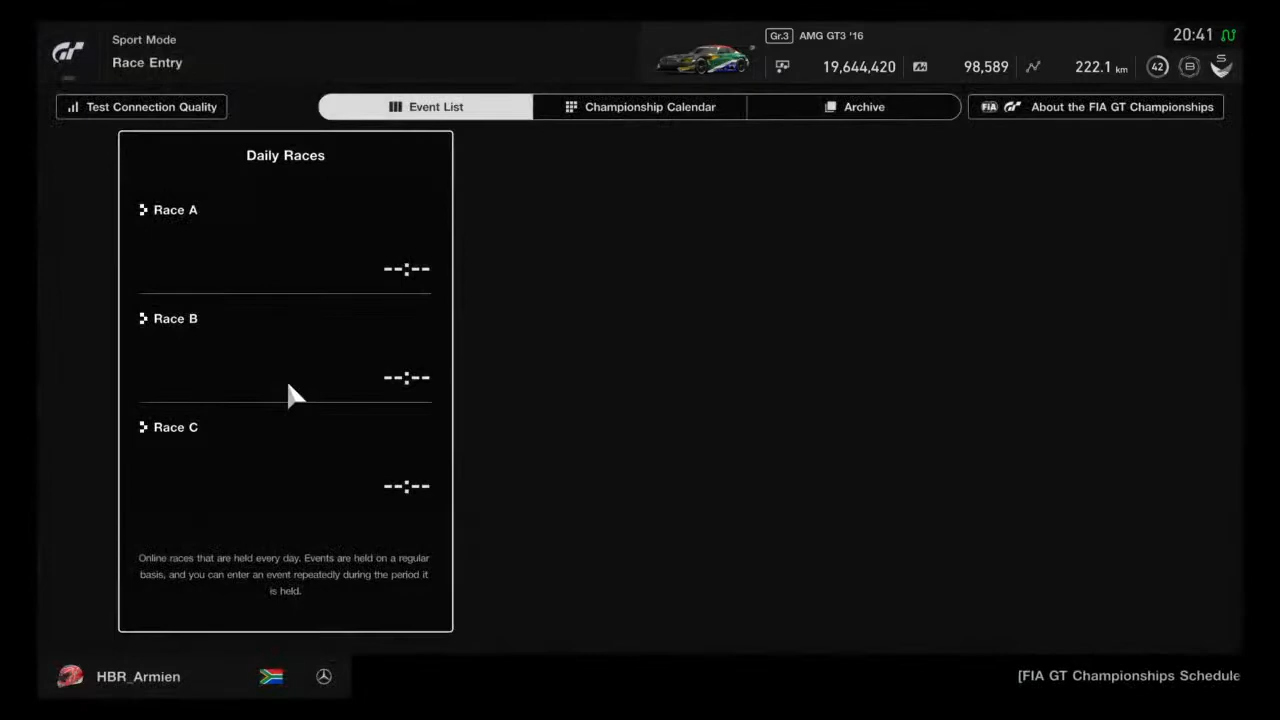 Sport Mode
Race Entry
Gr.3 AMG GT3 '16
20:41
19,644,420
98,589
222.1 km
42
B
S
Test Connection Quality
Event List
Championship Calendar
Archive
FIA GT About the FIA GT Championships
Daily Races
Race A
--:--
Race B
--:--
Race C
--:--
Online races that are held every day. Events are held on a regular
basis, and you can enter an event repeatedly during the period it
is held.
HBR_Armien
[FIA GT Championships Schedule